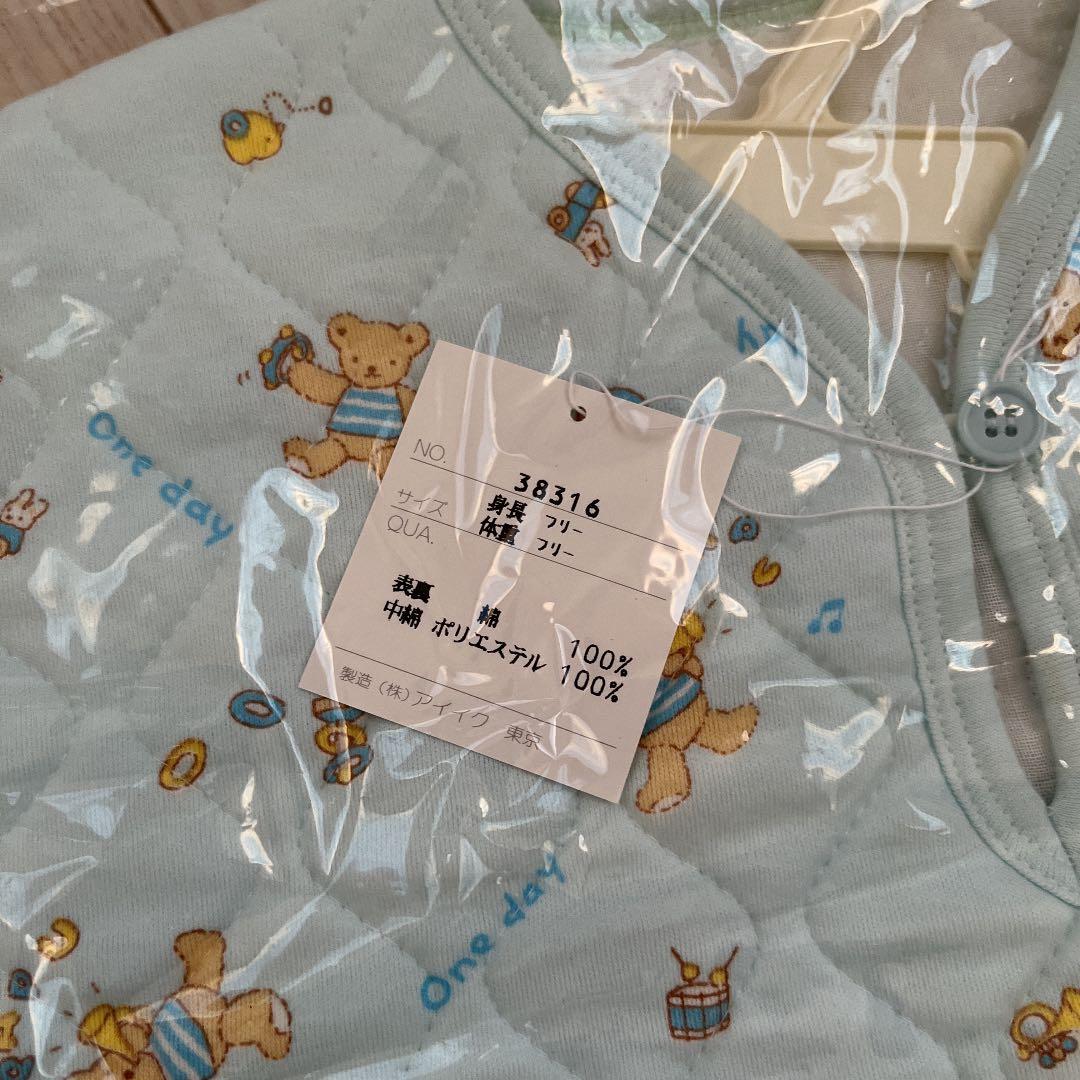 NO. 38316
サイズ 身長 フリー
QUA. 体重 フリー
表裏 綿 100%
中綿 ポリエステル 100%
製造 (株)アイィク 東京
One day
One day